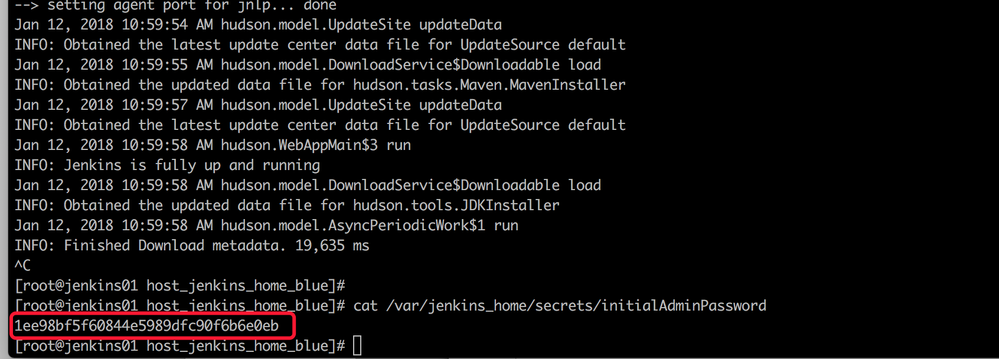 --> setting agent port for jnlp... done
Jan 12, 2018 10:59:54 AM hudson.model.UpdateSite updateData
INFO: Obtained the latest update center data file for UpdateSource default
Jan 12, 2018 10:59:55 AM hudson.model.DownloadService$Downloadable load
INFO: Obtained the updated data file for hudson.tasks.Maven.MavenInstaller
Jan 12, 2018 10:59:57 AM hudson.model.UpdateSite updateData
INFO: Obtained the latest update center data file for UpdateSource default
Jan 12, 2018 10:59:58 AM hudson.WebAppMain$3 run
INFO: Jenkins is fully up and running
Jan 12, 2018 10:59:58 AM hudson.model.DownloadService$Downloadable load
INFO: Obtained the updated data file for hudson.tools.JDKInstaller
Jan 12, 2018 10:59:58 AM hudson.model.AsyncPeriodicWork$1 run
INFO: Finished Download metadata. 19,635 ms
^C
[root@jenkins01 host_jenkins_home_blue]#
[root@jenkins01 host_jenkins_home_blue]# cat /var/jenkins_home/secrets/initialAdminPassword
1ee98bf5f60844e5989dfc90f6b6e0eb
[root@jenkins01 host_jenkins_home_blue]#